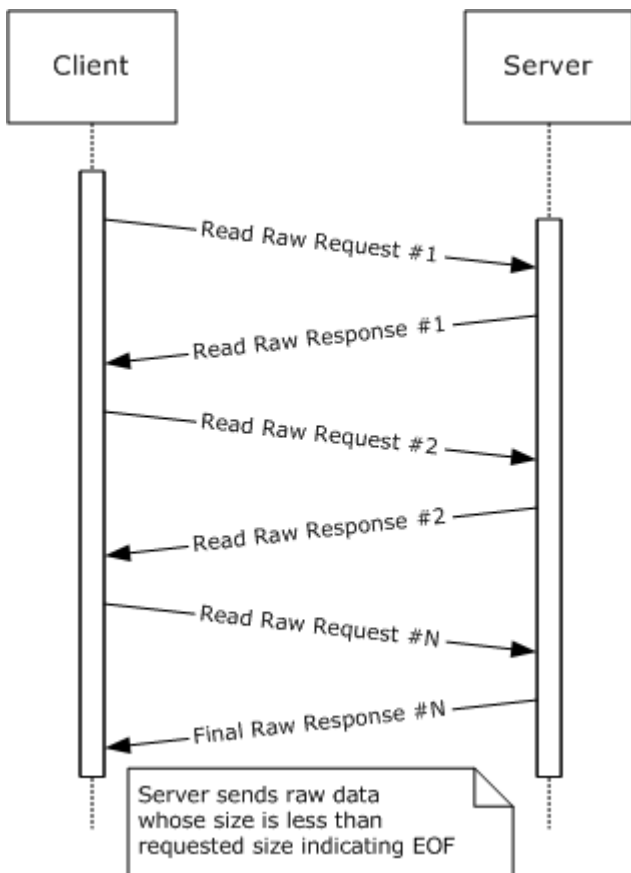 Client
Server
Read Raw Request #1
Read Raw Response #1
Read Raw Request #2
Read Raw Response #2
Read Raw Request #N
Final Raw Response #N
Server sends raw data
whose size is less than
requested size indicating EOF